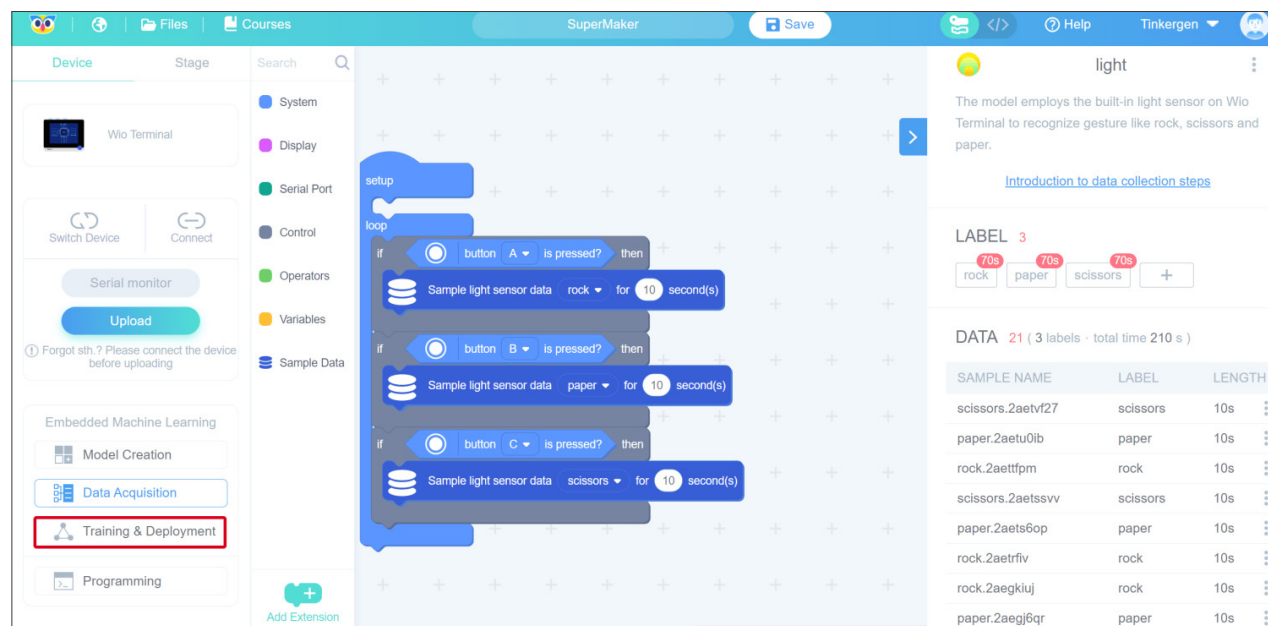 Files
Courses
SuperMaker
Save
</>
Help
Tinkergen
Device
Stage
Wio Terminal
Switch Device
Connect
Serial monitor
Upload
Forgot sth.? Please connect the device
before uploading
Embedded Machine Learning
Model Creation
Data Acquisition
Training & Deployment
Programming
Search
System
Display
Serial Port
Control
Operators
Variables
Sample Data
Add Extension
setup
loop
if button A is pressed? then
Sample light sensor data rock for 10 second(s)
if button B is pressed? then
Sample light sensor data paper for 10 second(s)
if button C is pressed? then
Sample light sensor data scissors for 10 second(s)
light
The model employs the built-in light sensor on Wio
Terminal to recognize gesture like rock, scissors and
paper.
Introduction to data collection steps
LABEL 3
70s 70s 70s
rock paper scissors +
DATA 21 ( 3 labels · total time 210 s )
SAMPLE NAME LABEL LENGTH
scissors.2aetvf27 scissors 10s
paper.2aetu0ib paper 10s
rock.2aettfpm rock 10s
scissors.2aetssvv scissors 10s
paper.2aets6op paper 10s
rock.2aetrfiv rock 10s
rock.2aegkiuj rock 10s
paper.2aegj6qr paper 10s